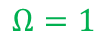 Ω = 1